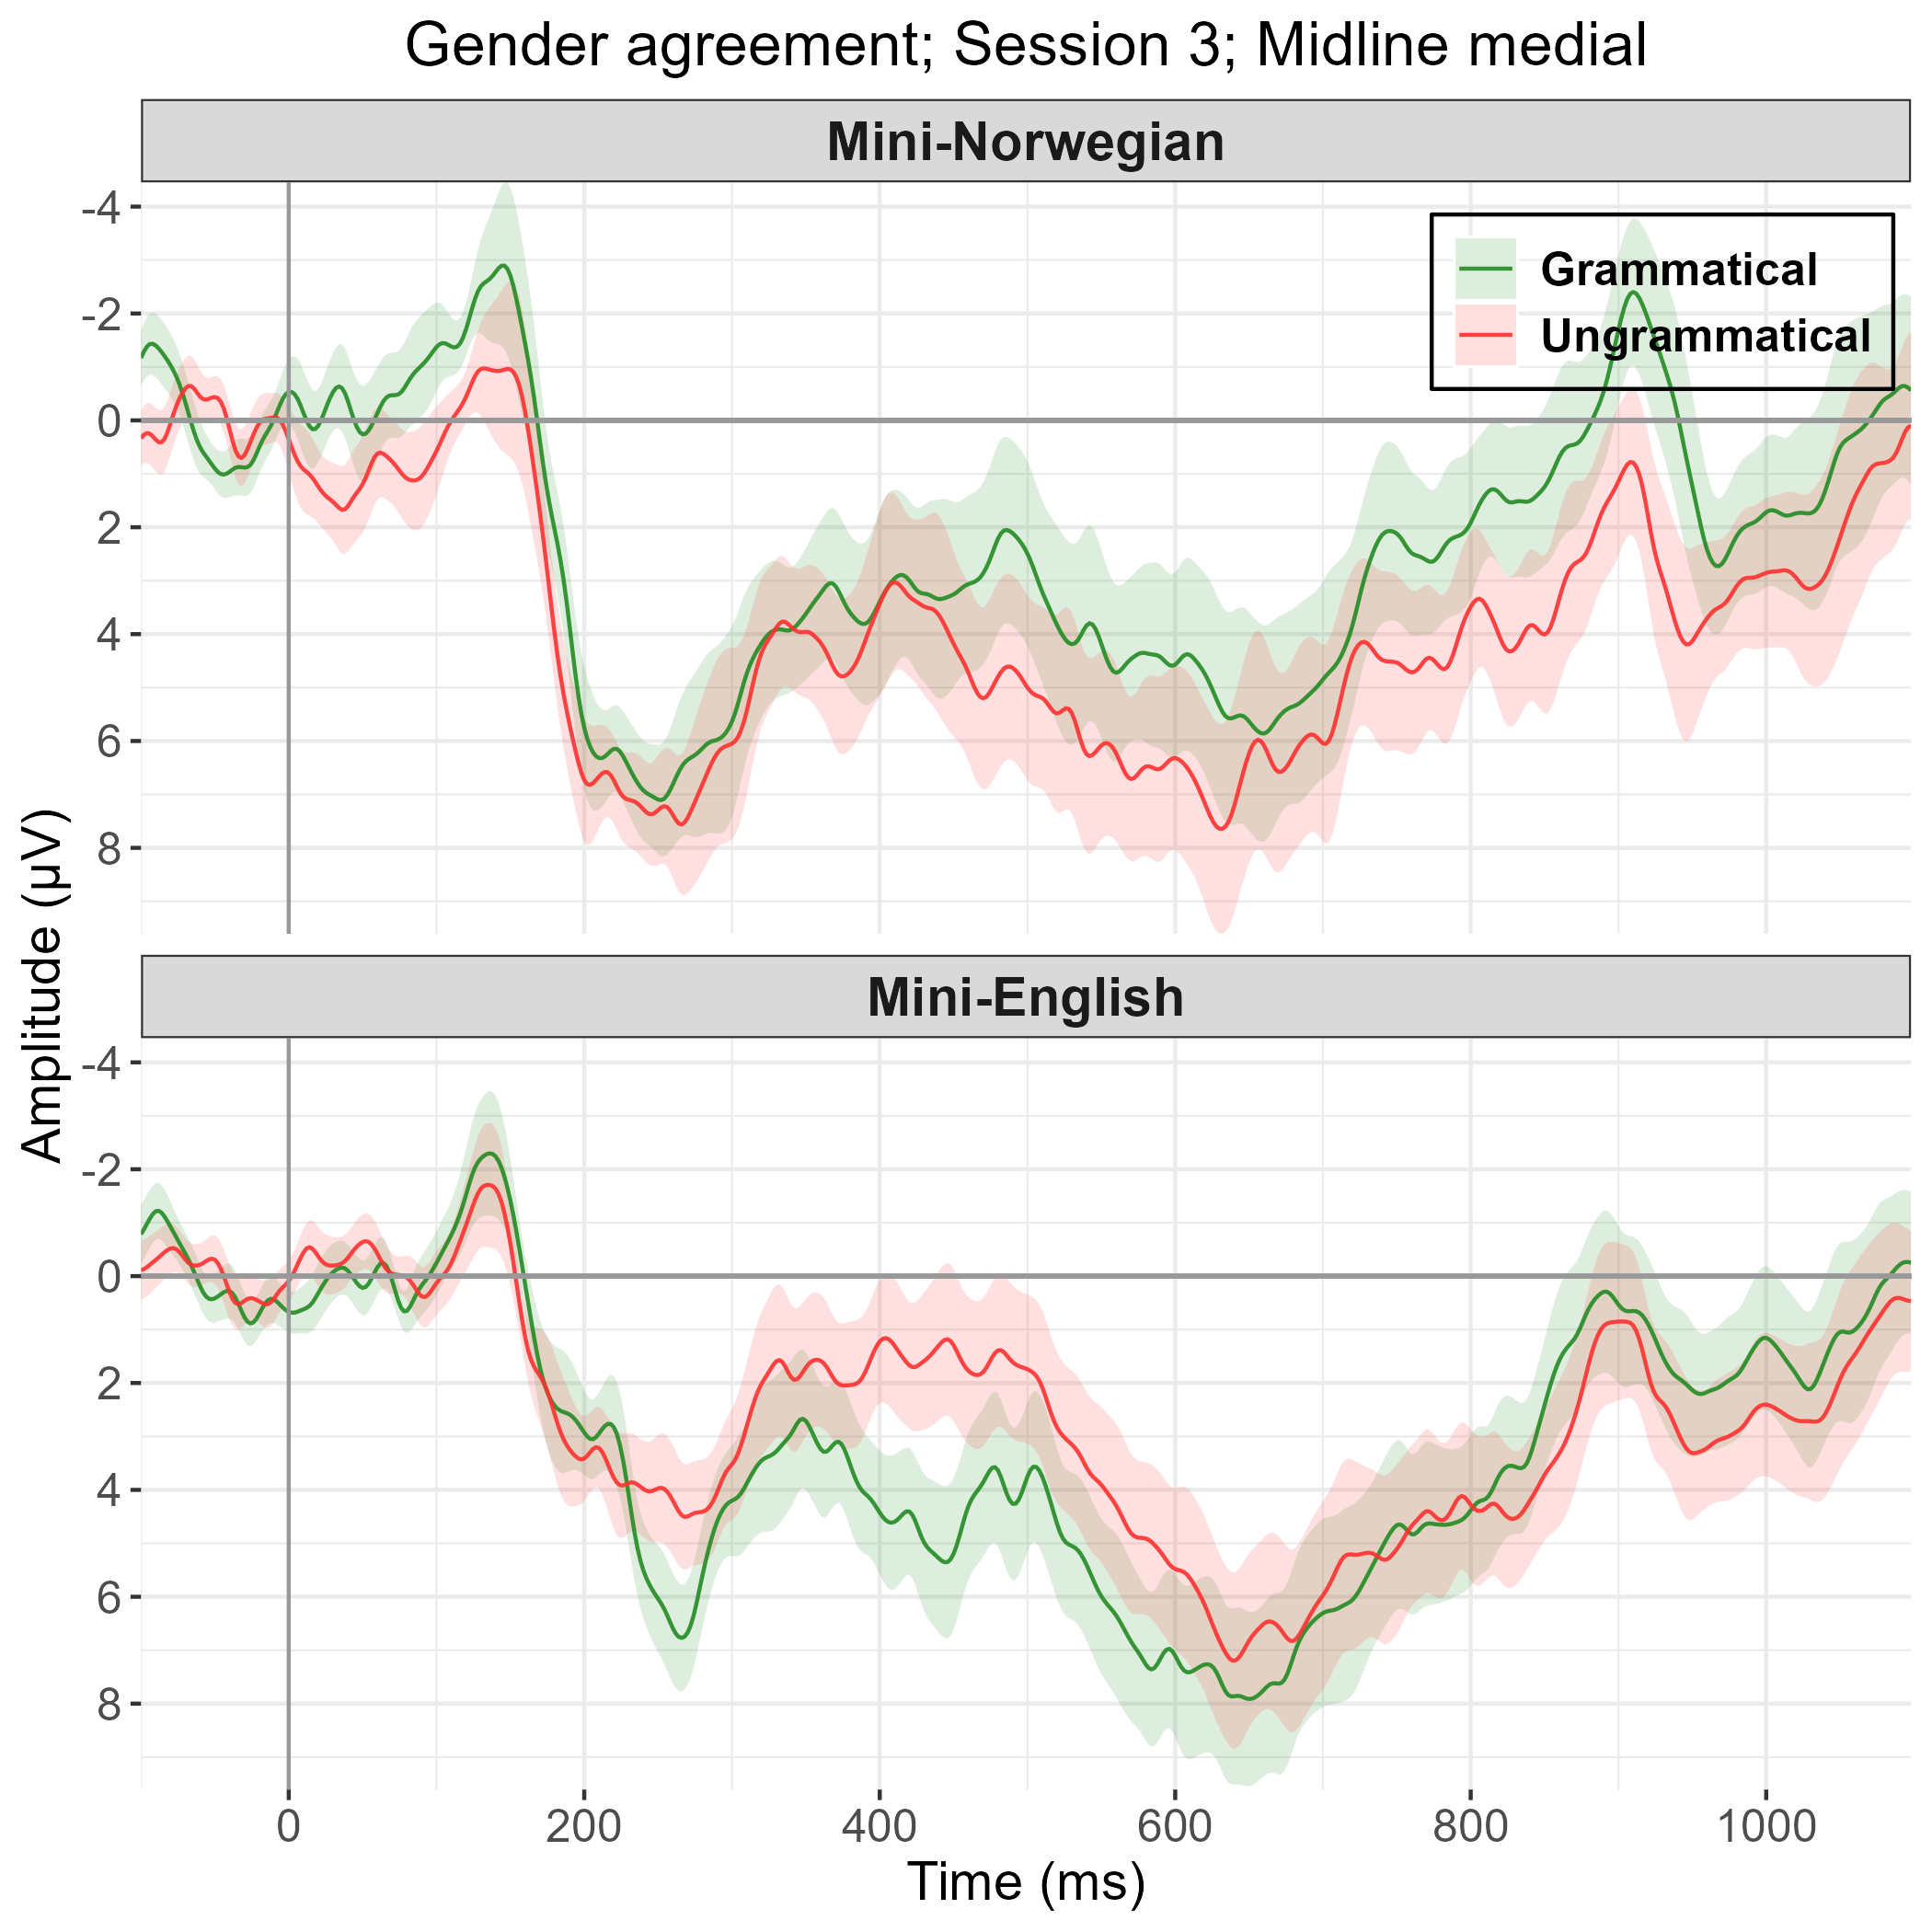 Gender agreement; Session 3; Midline medial
Mini-Norwegian
Grammatical
Ungrammatical
-4
-2
0
2
4
6
8
Amplitude (µV)
Mini-English
-4
-2
0
2
4
6
8
0 200 400 600 800 1000
Time (ms)